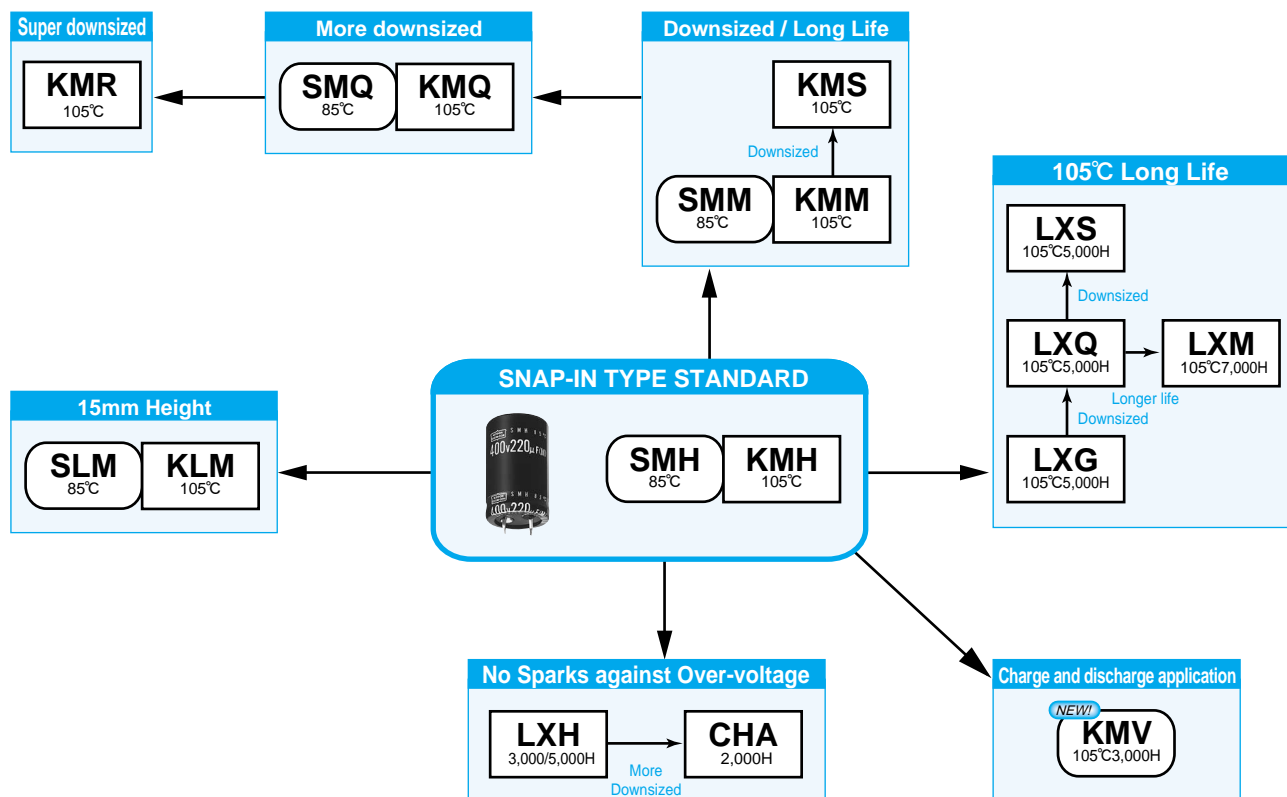 Super downsized
KMR
105℃
More downsized
SMQ
85℃
KMQ
105℃
Downsized / Long Life
KMS
105℃
Downsized
SMM
85℃
KMM
105℃
105℃ Long Life
LXS
105℃5,000H
Downsized
LXQ
105℃5,000H
LXM
105℃7,000H
Longer life
Downsized
LXG
105℃5,000H
15mm Height
SLM
85℃
KLM
105℃
SNAP-IN TYPE STANDARD
SMH
400V220µF
400V220µF
SMH
85℃
KMH
105℃
No Sparks against Over-voltage
LXH
3,000/5,000H
More
Downsized
CHA
2,000H
Charge and discharge application
NEW!
KMV
105℃3,000H